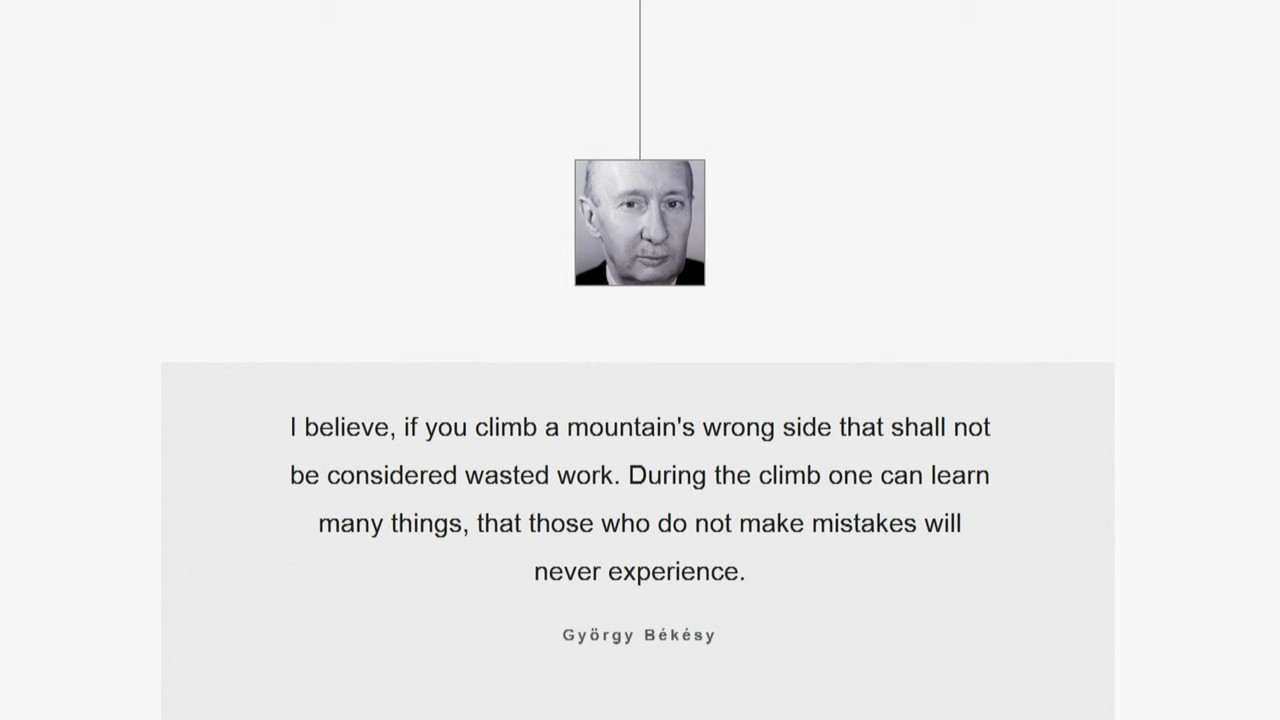 I believe, if you climb a mountain's wrong side that shall not
be considered wasted work. During the climb one can learn
many things, that those who do not make mistakes will
never experience.
György Békésy